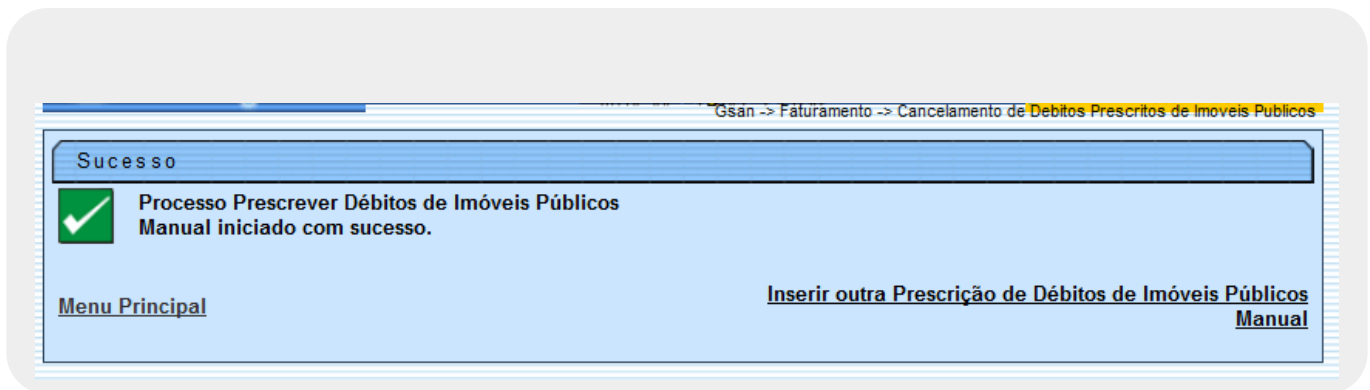 Gsan -> Faturamento -> Cancelamento de Debitos Prescritos de Imoveis Publicos
Sucesso
Processo Prescrever Débitos de Imóveis Públicos
Manual iniciado com sucesso.
Menu Principal
Inserir outra Prescrição de Débitos de Imóveis Públicos
Manual